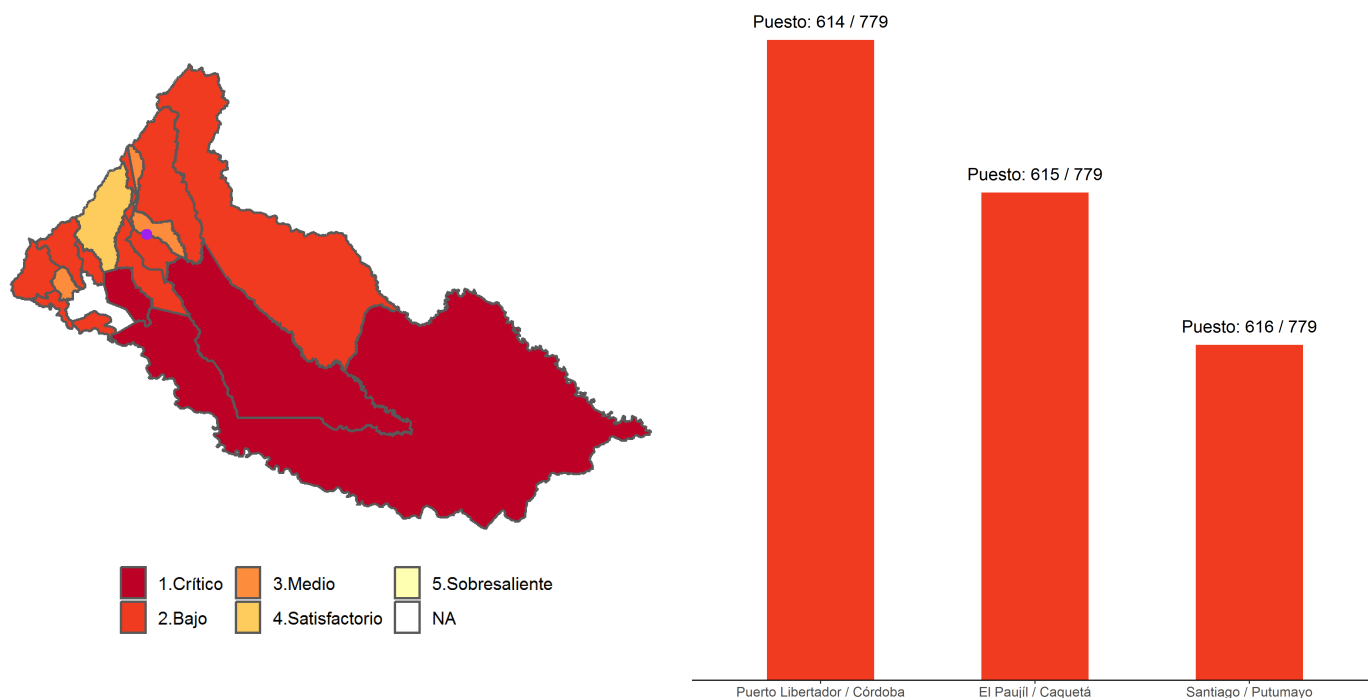 Puesto: 614 / 779
Puesto: 615 / 779
Puesto: 616 / 779
1.Crítico
3.Medio
5.Sobresaliente
2.Bajo
4.Satisfactorio
NA
Puerto Libertador / Córdoba
El Paujíl / Caquetá
Santiago / Putumayo